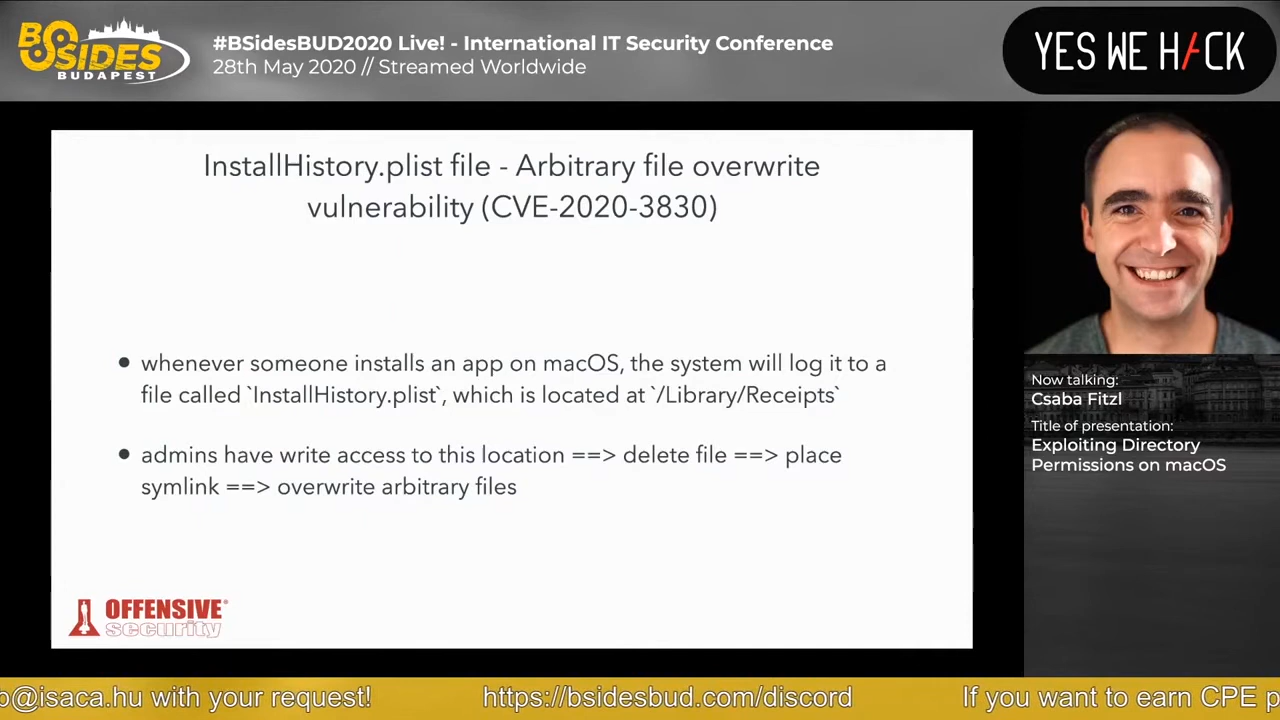 BSIDES
BUDAPEST
#BSidesBUD2020 Live! - International IT Security Conference
28th May 2020 // Streamed Worldwide
YES WE H/CK
InstallHistory.plist file - Arbitrary file overwrite
vulnerability (CVE-2020-3830)
• whenever someone installs an app on macOS, the system will log it to a
file called `InstallHistory.plist`, which is located at `/Library/Receipts`
• admins have write access to this location ==> delete file ==> place
symlink ==> overwrite arbitrary files
OFFENSIVE®
security
Now talking:
Csaba Fitzl
Title of presentation:
Exploiting Directory
Permissions on macOS
b@isaca.hu with your request! https://bsidesbud.com/discord If you want to earn CPE p